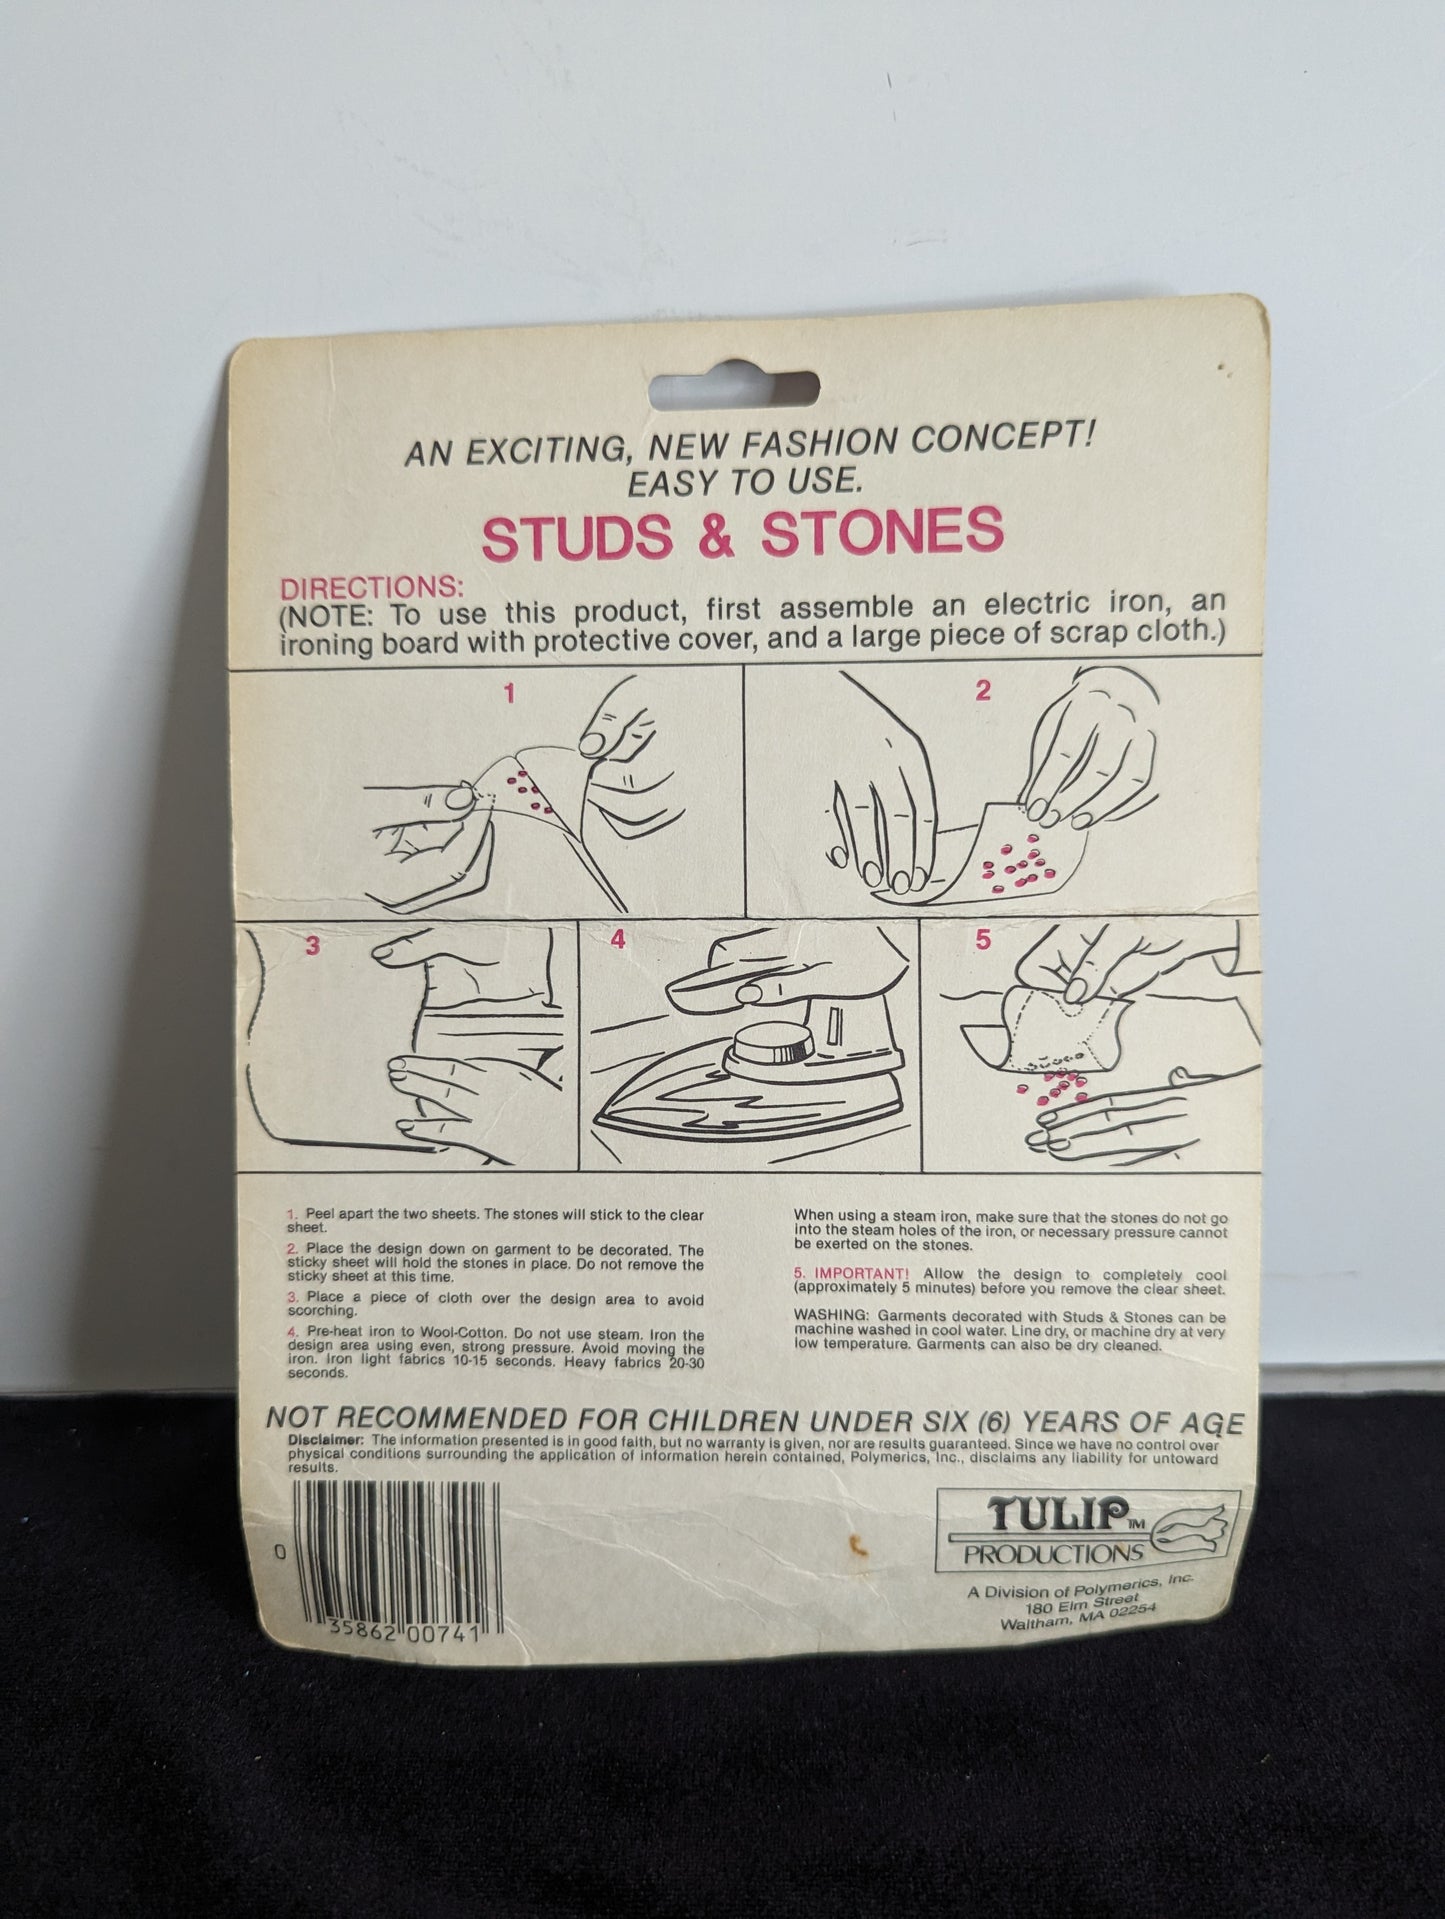 AN EXCITING, NEW FASHION CONCEPT!
EASY TO USE.
STUDS & STONES
DIRECTIONS:
(NOTE: To use this product, first assemble an electric iron, an
ironing board with protective cover, and a large piece of scrap cloth.)
1
2
3
4
5
1. Peel apart the two sheets. The stones will stick to the clear
sheet.
2. Place the design down on garment to be decorated. The
sticky sheet will hold the stones in place. Do not remove the
sticky sheet at this time.
3. Place a piece of cloth over the design area to avoid
scorching.
4. Pre-heat iron to Wool-Cotton. Do not use steam. Iron the
design area using even, strong pressure. Avoid moving the
iron. Iron light fabrics 10-15 seconds. Heavy fabrics 20-30
seconds.
When using a steam iron, make sure that the stones do not go
into the steam holes of the iron, or necessary pressure cannot
be exerted on the stones.
5. IMPORTANT! Allow the design to completely cool
(approximately 5 minutes) before you remove the clear sheet.
WASHING: Garments decorated with Studs & Stones can be
machine washed in cool water. Line dry, or machine dry at very
low temperature. Garments can also be dry cleaned.
NOT RECOMMENDED FOR CHILDREN UNDER SIX (6) YEARS OF AGE
Disclaimer: The information presented is in good faith, but no warranty is given, nor are results guaranteed. Since we have no control over
physical conditions surrounding the application of information herein contained, Polymerics, Inc., disclaims any liability for untoward
results.
0 35862 00741
TULIP TM
PRODUCTIONS
A Division of Polymerics, Inc.
180 Elm Street
Waltham, MA 02254